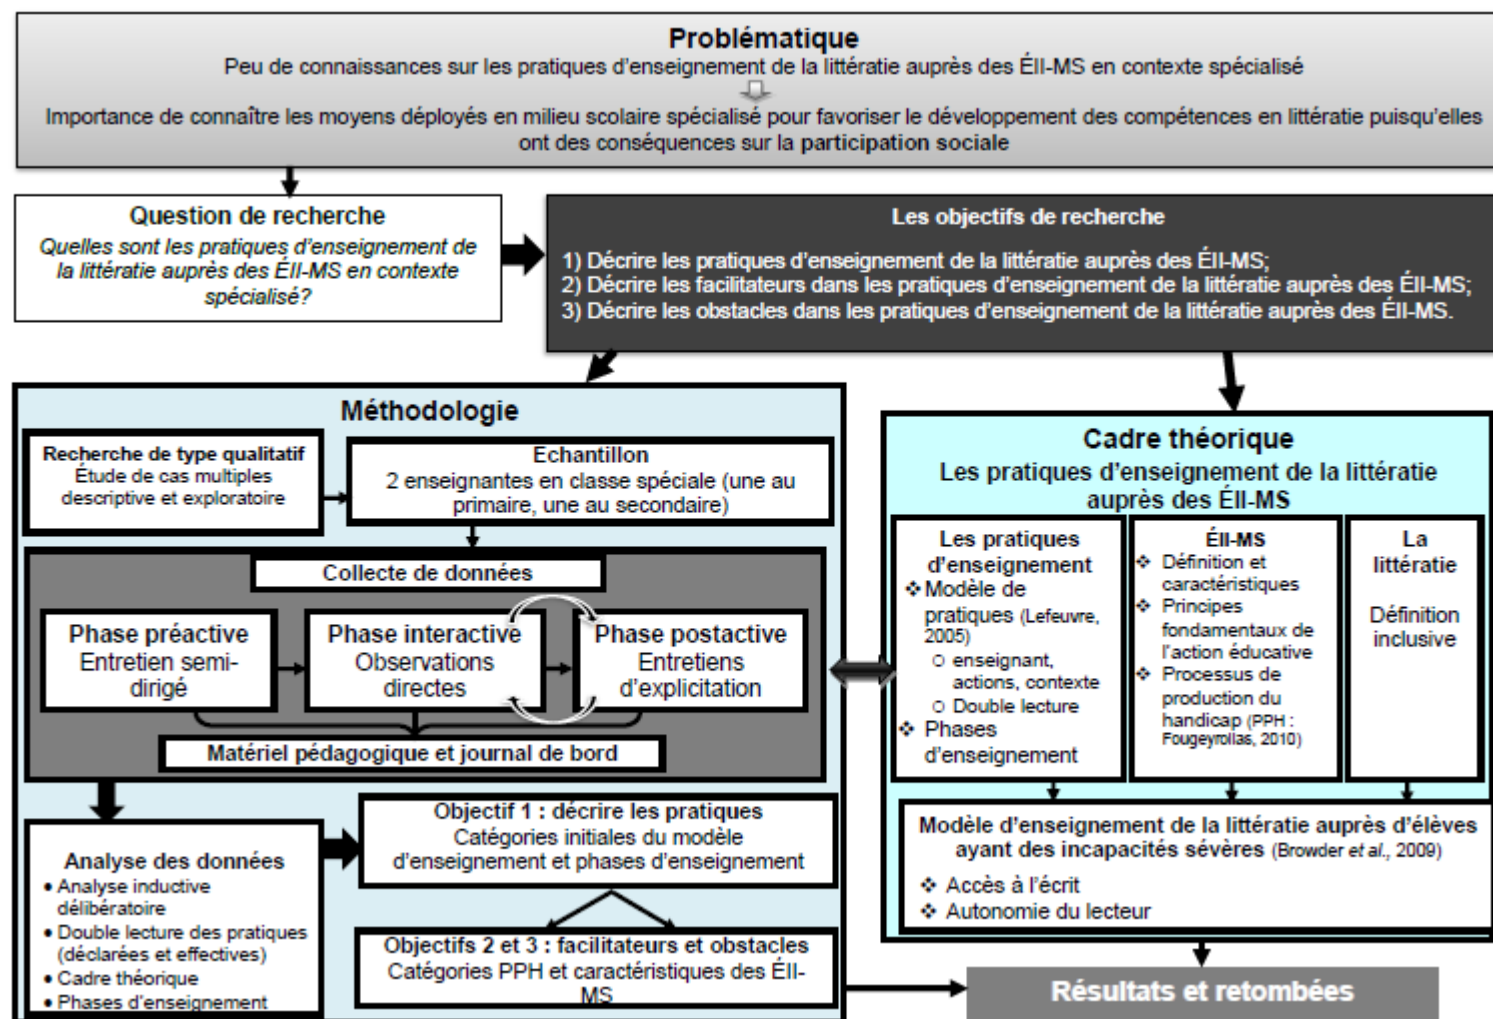 Problématique
Peu de connaissances sur les pratiques d'enseignement de la littératie auprès des ÉII-MS en contexte spécialisé
Importance de connaître les moyens déployés en milieu scolaire spécialisé pour favoriser le développement des compétences en littératie puisqu'elles
ont des conséquences sur la participation sociale
Question de recherche
Quelles sont les pratiques d'enseignement de
la littératie auprès des ÉII-MS en contexte
spécialisé?
Les objectifs de recherche
1) Décrire les pratiques d'enseignement de la littératie auprès des ÉII-MS;
2) Décrire les facilitateurs dans les pratiques d'enseignement de la littératie auprès des ÉII-MS;
3) Décrire les obstacles dans les pratiques d'enseignement de la littératie auprès des ÉII-MS.
Méthodologie
Recherche de type qualitatif
Étude de cas multiples
descriptive et exploratoire
Echantillon
2 enseignantes en classe spéciale (une au
primaire, une au secondaire)
Collecte de données
Phase préactive
Entretien semi-
dirigé
Phase interactive
Observations
directes
Phase postactive
Entretiens
d'explicitation
Matériel pédagogique et journal de bord
Analyse des données
• Analyse inductive
délibératoire
• Double lecture des pratiques
(déclarées et effectives)
• Cadre théorique
• Phases d'enseignement
Objectif 1 : décrire les pratiques
Catégories initiales du modèle
d'enseignement et phases d'enseignement
Objectifs 2 et 3 : facilitateurs et obstacles
Catégories PPH et caractéristiques des ÉII-
MS
Cadre théorique
Les pratiques d'enseignement de la littératie
auprès des ÉII-MS
Les pratiques
d'enseignement
❖ Modèle de
pratiques (Lefeuvre,
2005)
○ enseignant,
actions, contexte
○ Double lecture
❖ Phases
d'enseignement
ÉII-MS
❖ Définition et
caractéristiques
❖ Principes
fondamentaux de
l'action éducative
❖ Processus de
production du
handicap (PPH :
Fougeyrollas, 2010)
La
littératie
Définition
inclusive
Modèle d'enseignement de la littératie auprès d'élèves
ayant des incapacités sévères (Browder et al., 2009)
❖ Accès à l'écrit
❖ Autonomie du lecteur
Résultats et retombées